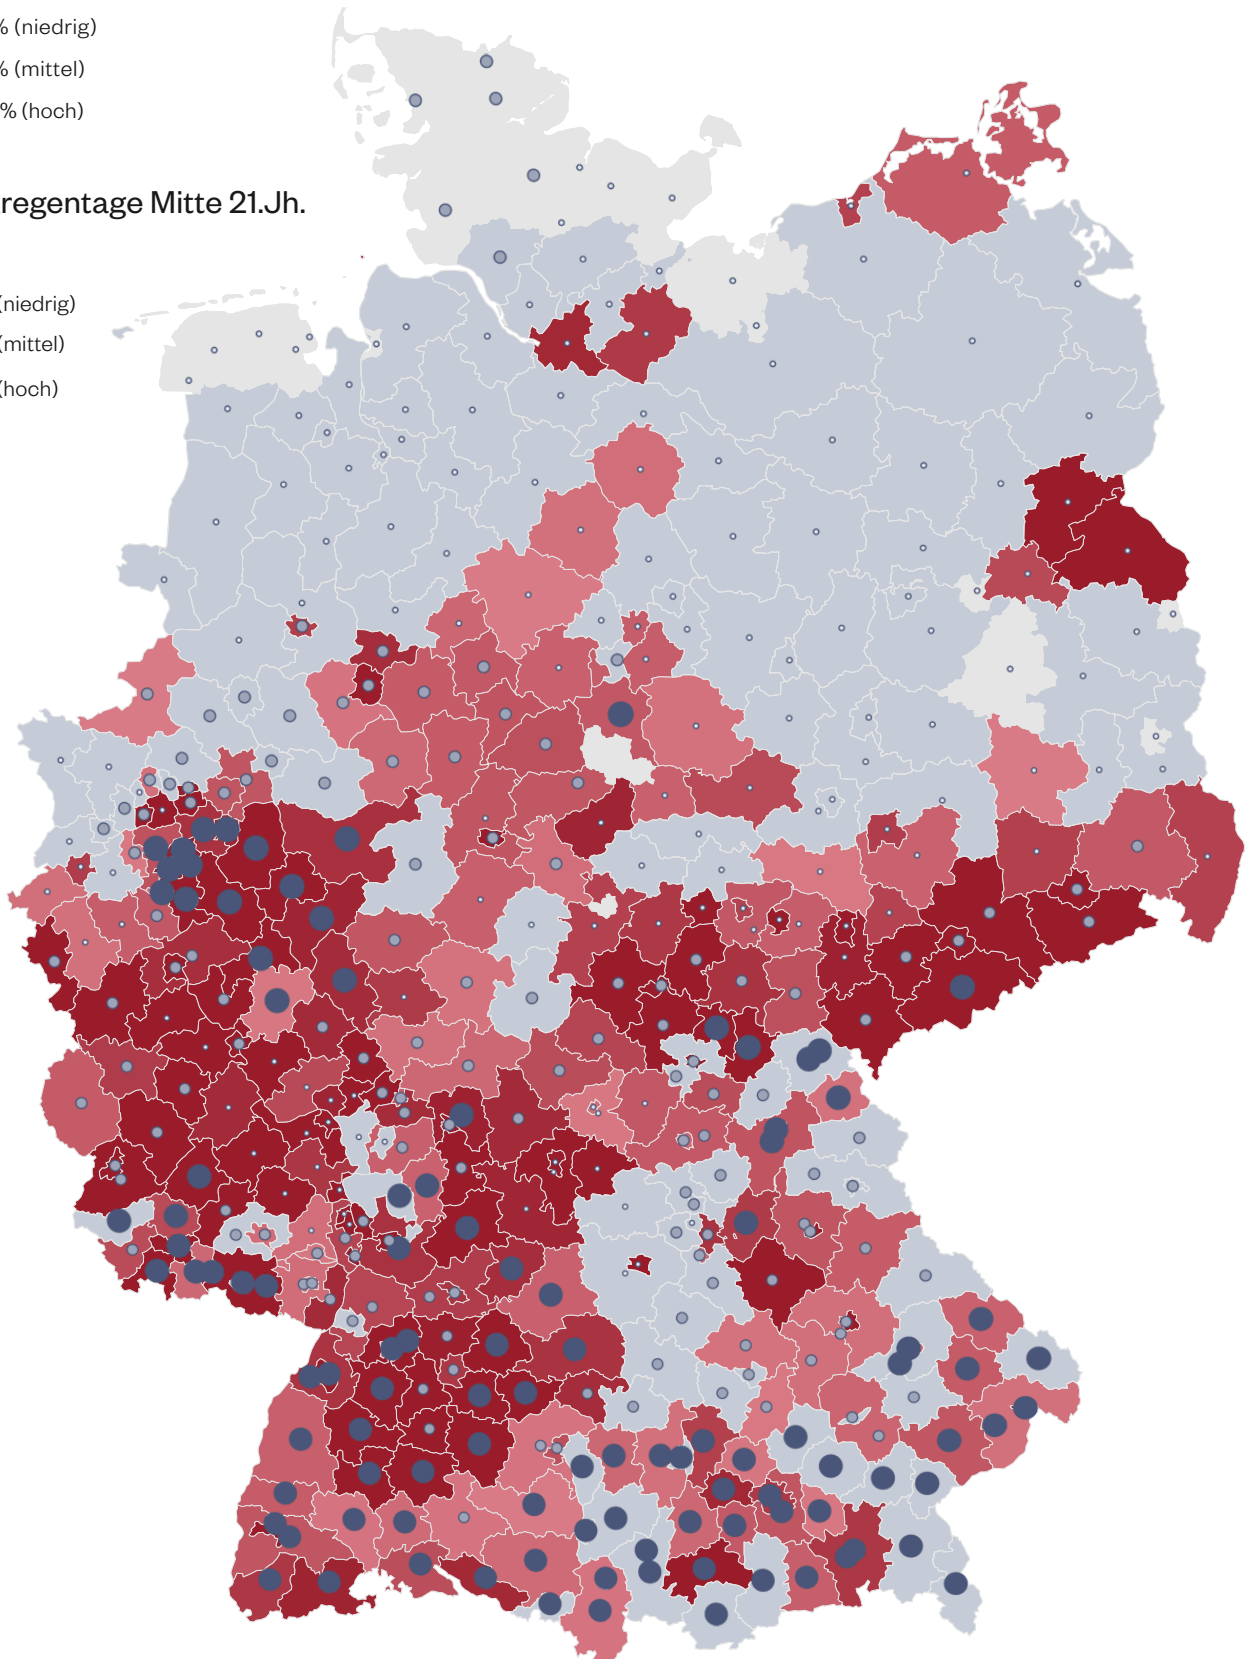 % (niedrig)
% (mittel)
% (hoch)
regentage Mitte 21.Jh.
(niedrig)
(mittel)
(hoch)